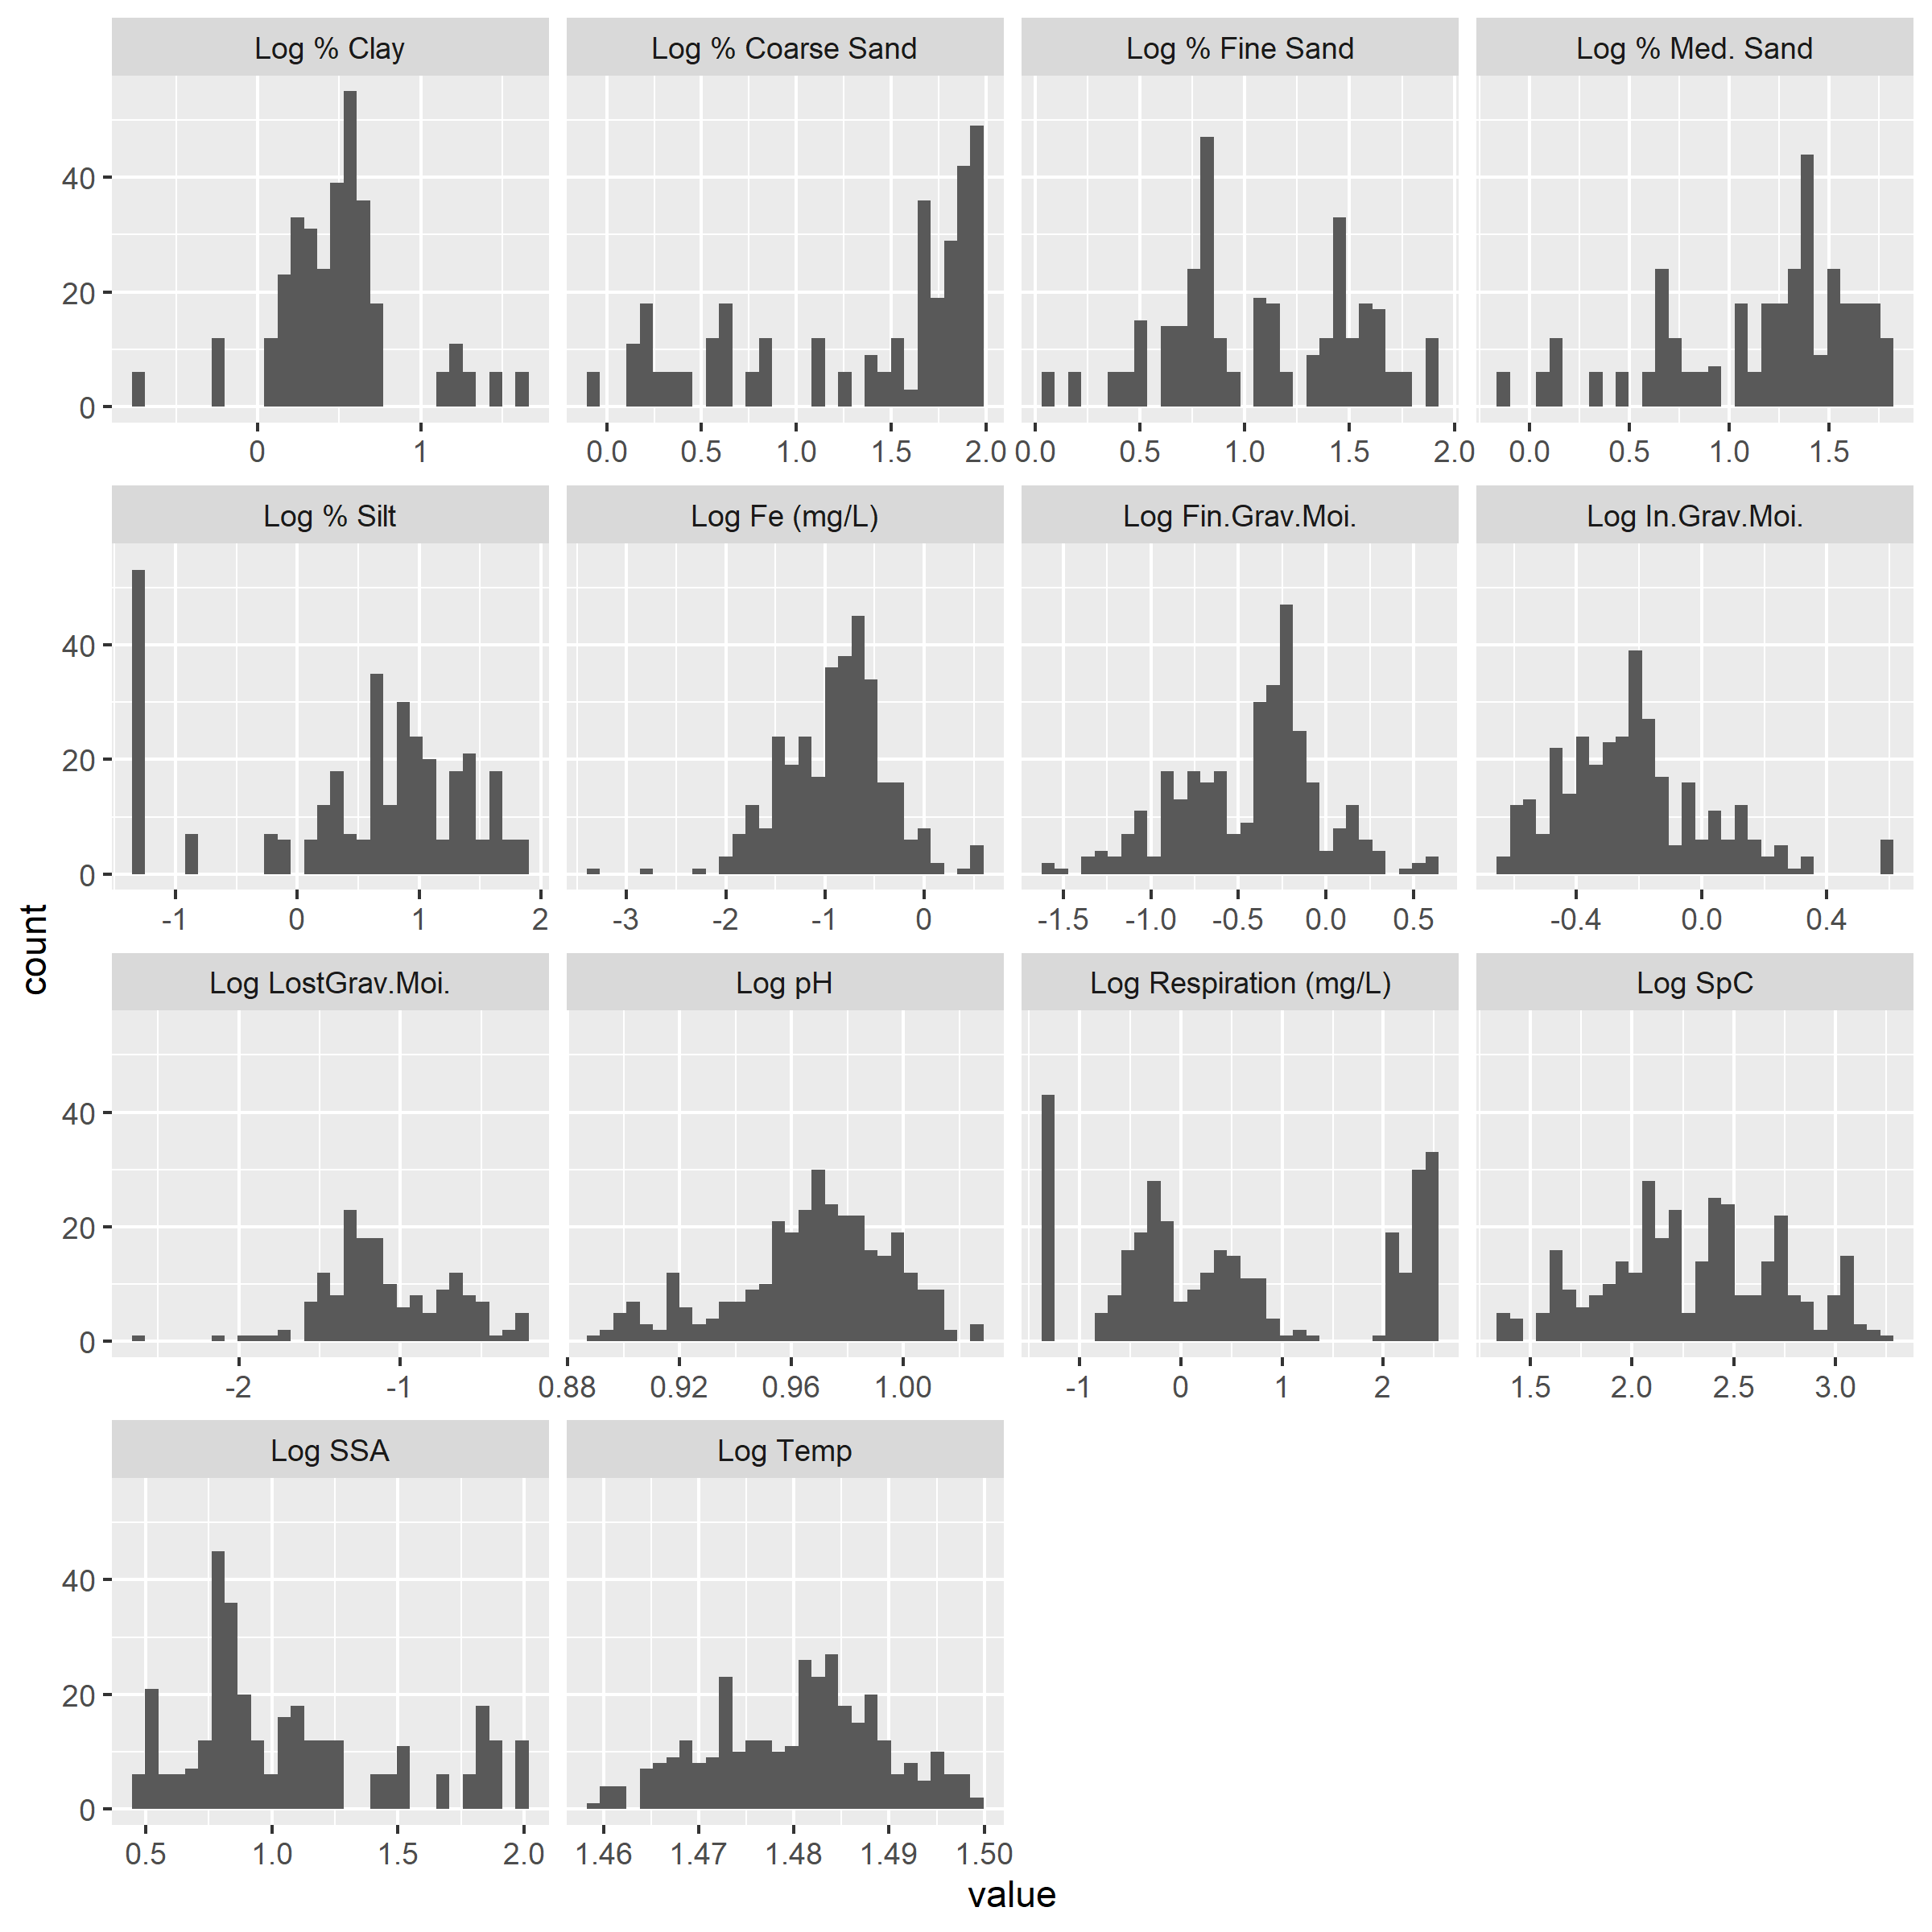 Log % Clay Log % Coarse Sand Log % Fine Sand Log % Med. Sand
40
20
0
0 1 0.0 0.5 1.0 1.5 2.0 0.0 0.5 1.0 1.5 2.0 0.0 0.5 1.0 1.5
Log % Silt Log Fe (mg/L) Log Fin.Grav.Moi. Log In.Grav.Moi.
40
20
0
-1 0 1 2 -3 -2 -1 0 -1.5 -1.0 -0.5 0.0 0.5 -0.4 0.0 0.4
count
Log LostGrav.Moi. Log pH Log Respiration (mg/L) Log SpC
40
20
0
-2 -1 0.88 0.92 0.96 1.00 -1 0 1 2 1.5 2.0 2.5 3.0
Log SSA Log Temp
40
20
0
0.5 1.0 1.5 2.0 1.46 1.47 1.48 1.49 1.50
value